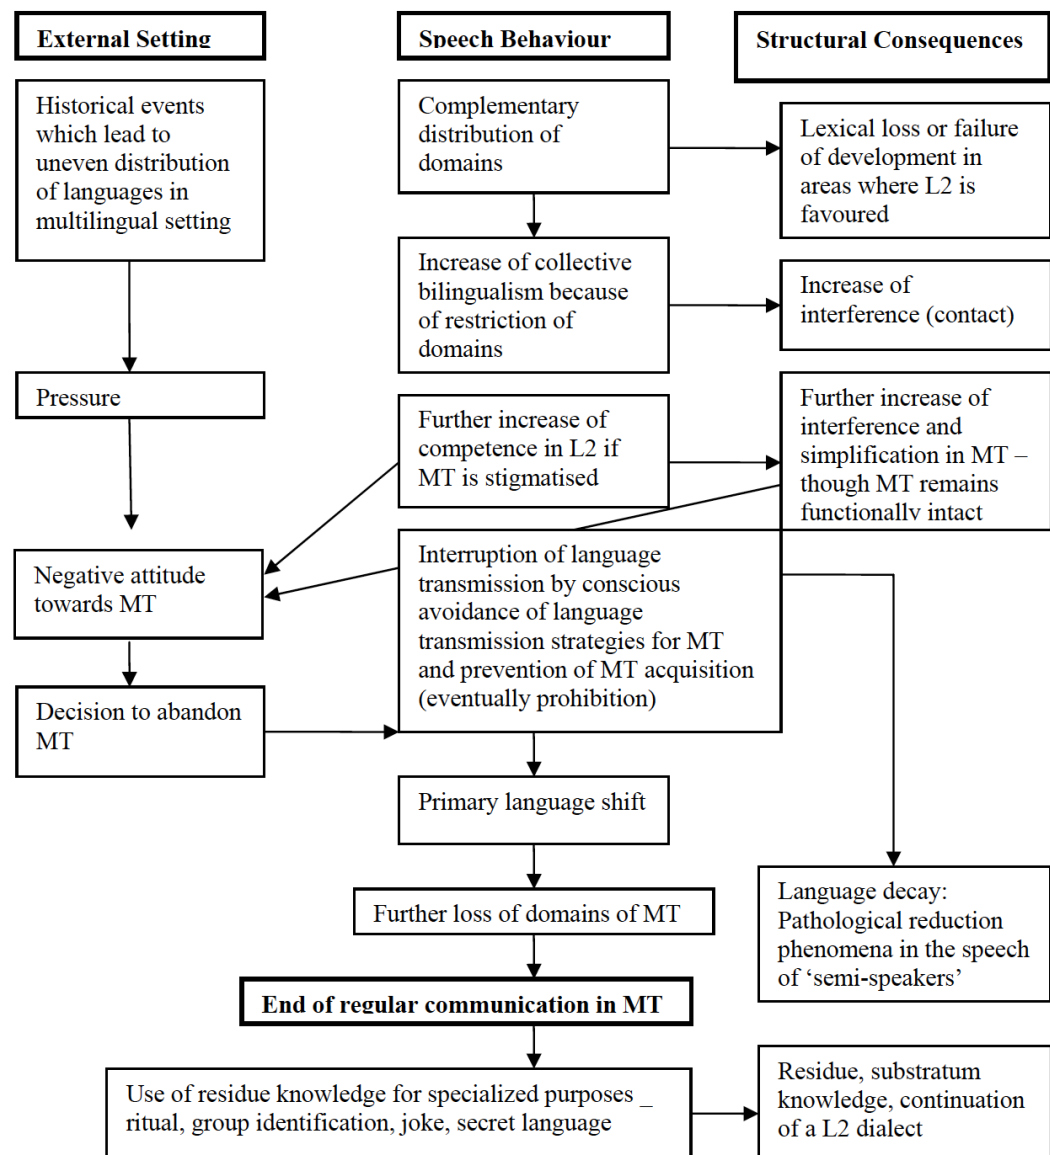 External Setting
Speech Behaviour
Structural Consequences
Historical events
which lead to
uneven distribution
of languages in
multilingual setting
Complementary
distribution of
domains
Lexical loss or failure
of development in
areas where L2 is
favoured
Increase of collective
bilingualism because
of restriction of
domains
Increase of
interference (contact)
Pressure
Further increase of
competence in L2 if
MT is stigmatised
Further increase of
interference and
simplification in MT –
though MT remains
functionally intact
Negative attitude
towards MT
Interruption of language
transmission by conscious
avoidance of language
transmission strategies for MT
and prevention of MT acquisition
(eventually prohibition)
Decision to abandon
MT
Primary language shift
Further loss of domains of MT
Language decay:
Pathological reduction
phenomena in the speech
of ‘semi-speakers’
End of regular communication in MT
Use of residue knowledge for specialized purposes _
ritual, group identification, joke, secret language
Residue, substratum
knowledge, continuation
of a L2 dialect